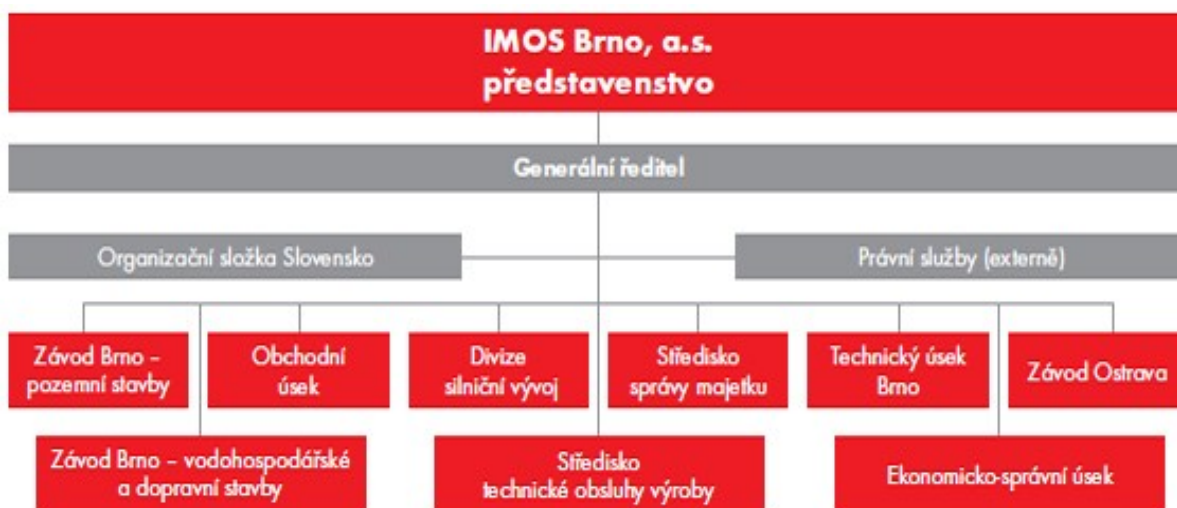 IMOS Brno, a.s.
představenstvo
Generální ředitel
Organizační složka Slovensko
Právní služby (externě)
Závod Brno –
pozemní stavby
Obchodní
úsek
Divize
silniční vývoj
Středisko
správy majetku
Technický úsek
Brno
Závod Ostrava
Závod Brno – vodohospodářské
a dopravní stavby
Středisko
technické obsluhy výroby
Ekonomicko-správní úsek